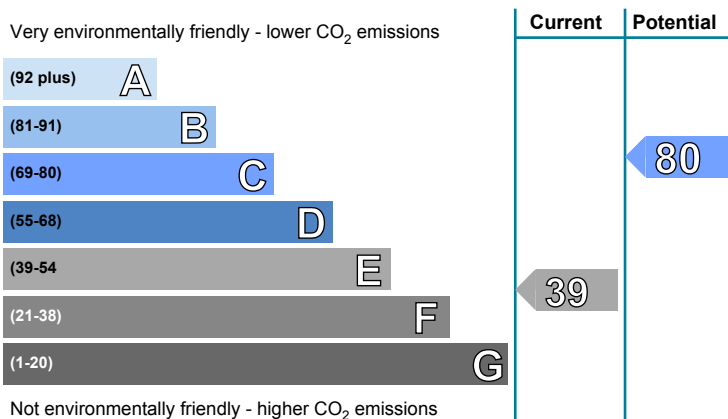 Very environmentally friendly - lower CO2 emissions
Current
Potential
(92 plus) A
(81-91) B
(69-80) C
80
(55-68) D
(39-54 E
39
(21-38) F
(1-20) G
Not environmentally friendly - higher CO2 emissions